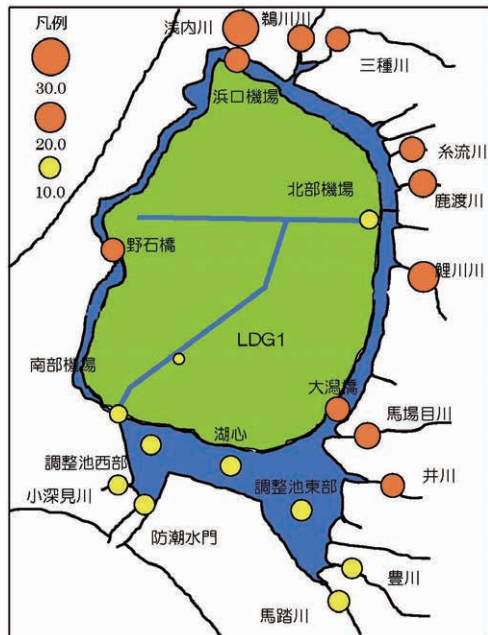 凡例
30.0
20.0
10.0
浅内川
鵜川川
三種川
浜口機場
糸流川
北部機場
鹿渡川
野石橋
鯉川川
LDG1
南部機場
大潟橋
馬場目川
湖心
調整池西部
調整池東部
井川
小深見川
防潮水門
豊川
馬踏川